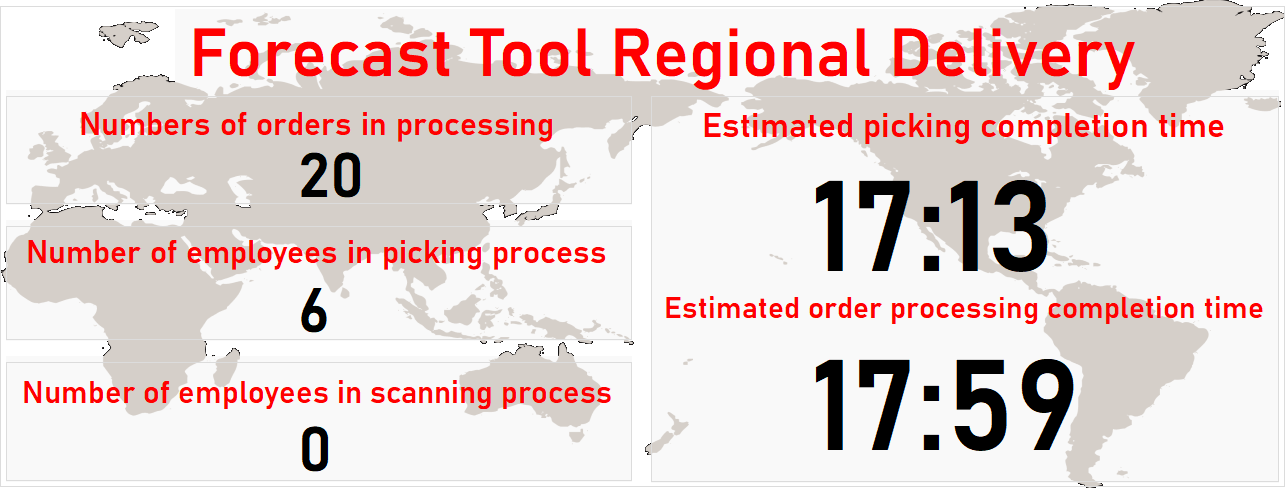 Forecast Tool Regional Delivery
Numbers of orders in processing
20
Number of employees in picking process
6
Number of employees in scanning process
0
Estimated picking completion time
17:13
Estimated order processing completion time
17:59